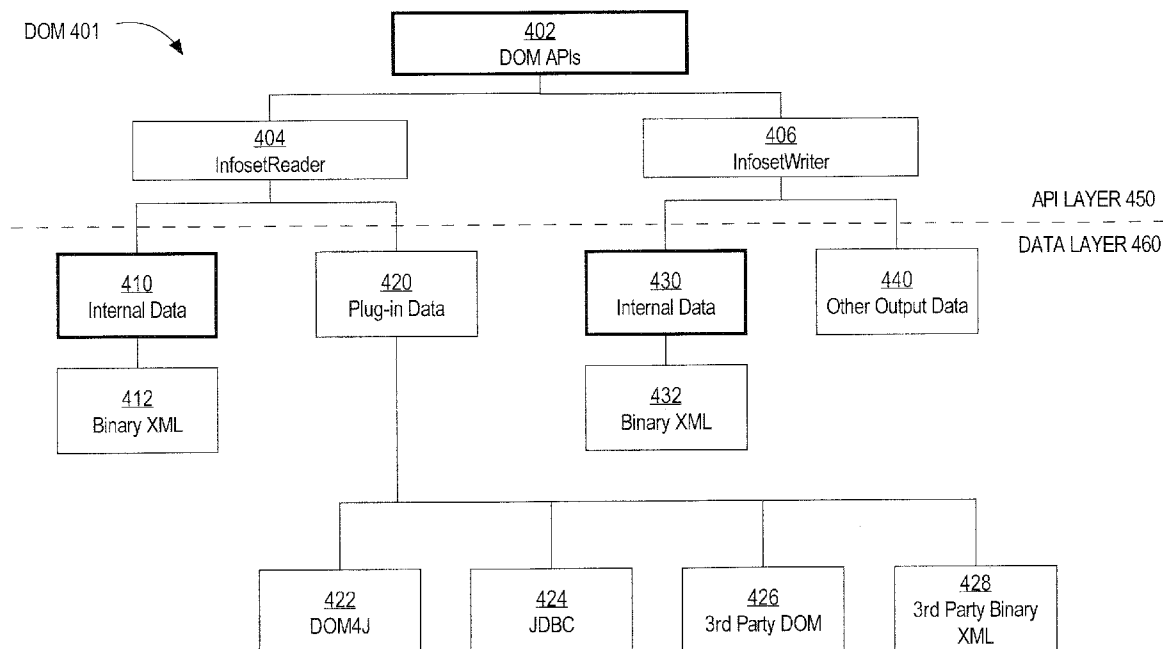 DOM 401
402
DOM APIs
404
InfosetReader
406
InfosetWriter
API LAYER 450
DATA LAYER 460
410
Internal Data
420
Plug-in Data
430
Internal Data
440
Other Output Data
412
Binary XML
432
Binary XML
422
DOM4J
424
JDBC
426
3rd Party DOM
428
3rd Party Binary
XML